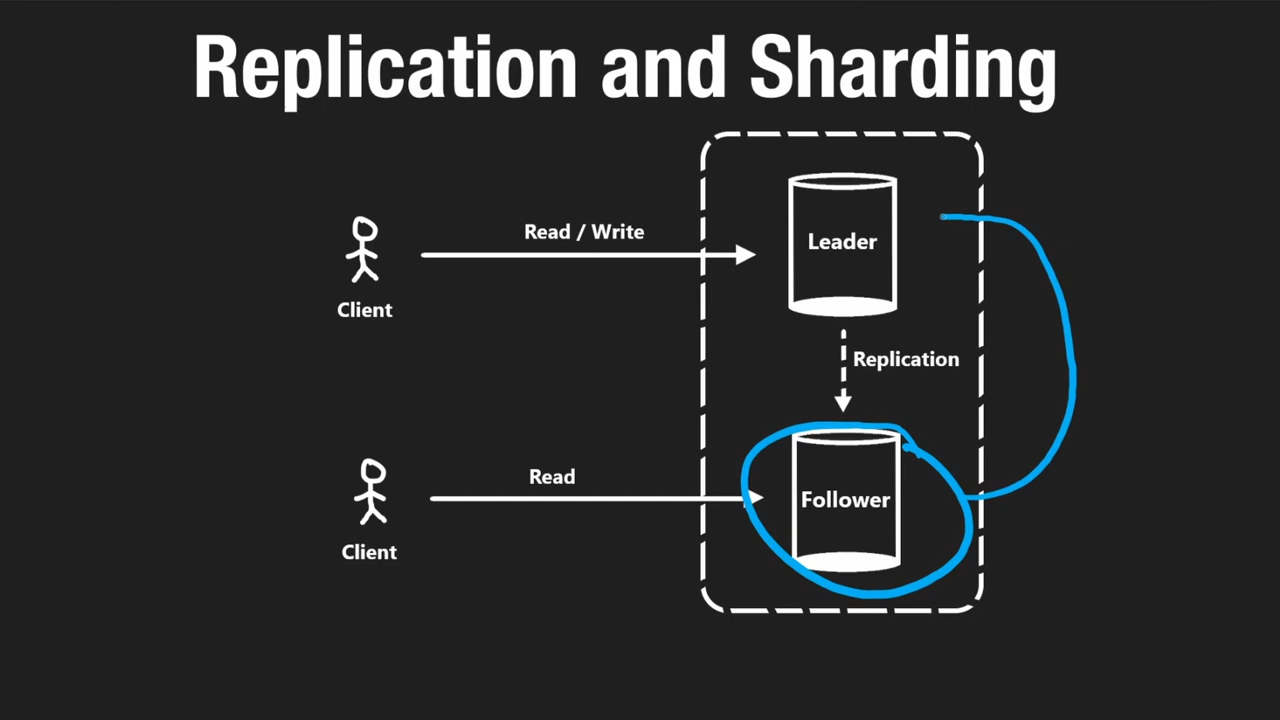 Replication and Sharding
Read / Write
Leader
Client
Replication
Read
Follower
Client